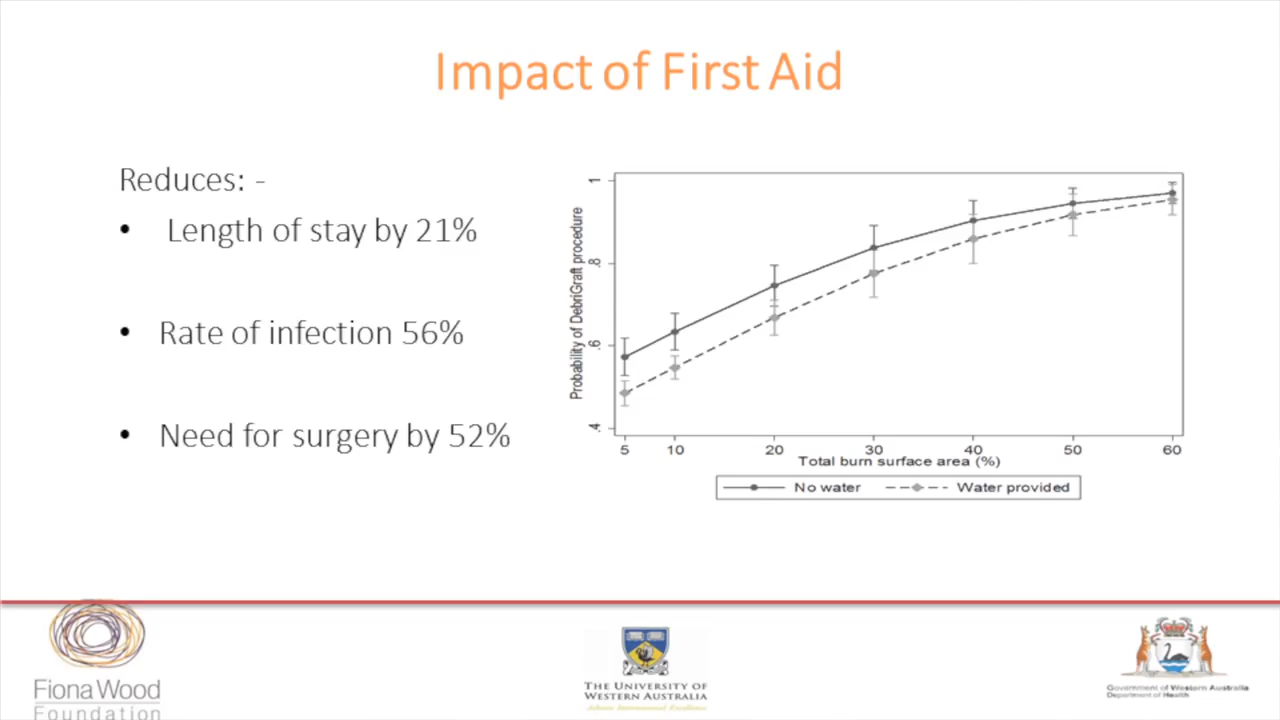 Impact of First Aid
Reduces: -
• Length of stay by 21%
• Rate of infection 56%
• Need for surgery by 52%
Probability of DebriGraft procedure
1
.8
.6
.4
5 10 20 30 40 50 60
Total burn surface area (%)
No water Water provided
Fiona Wood
Foundation
THE UNIVERSITY OF
WESTERN AUSTRALIA
Achieve International Excellence
Government of Western Australia
Department of Health